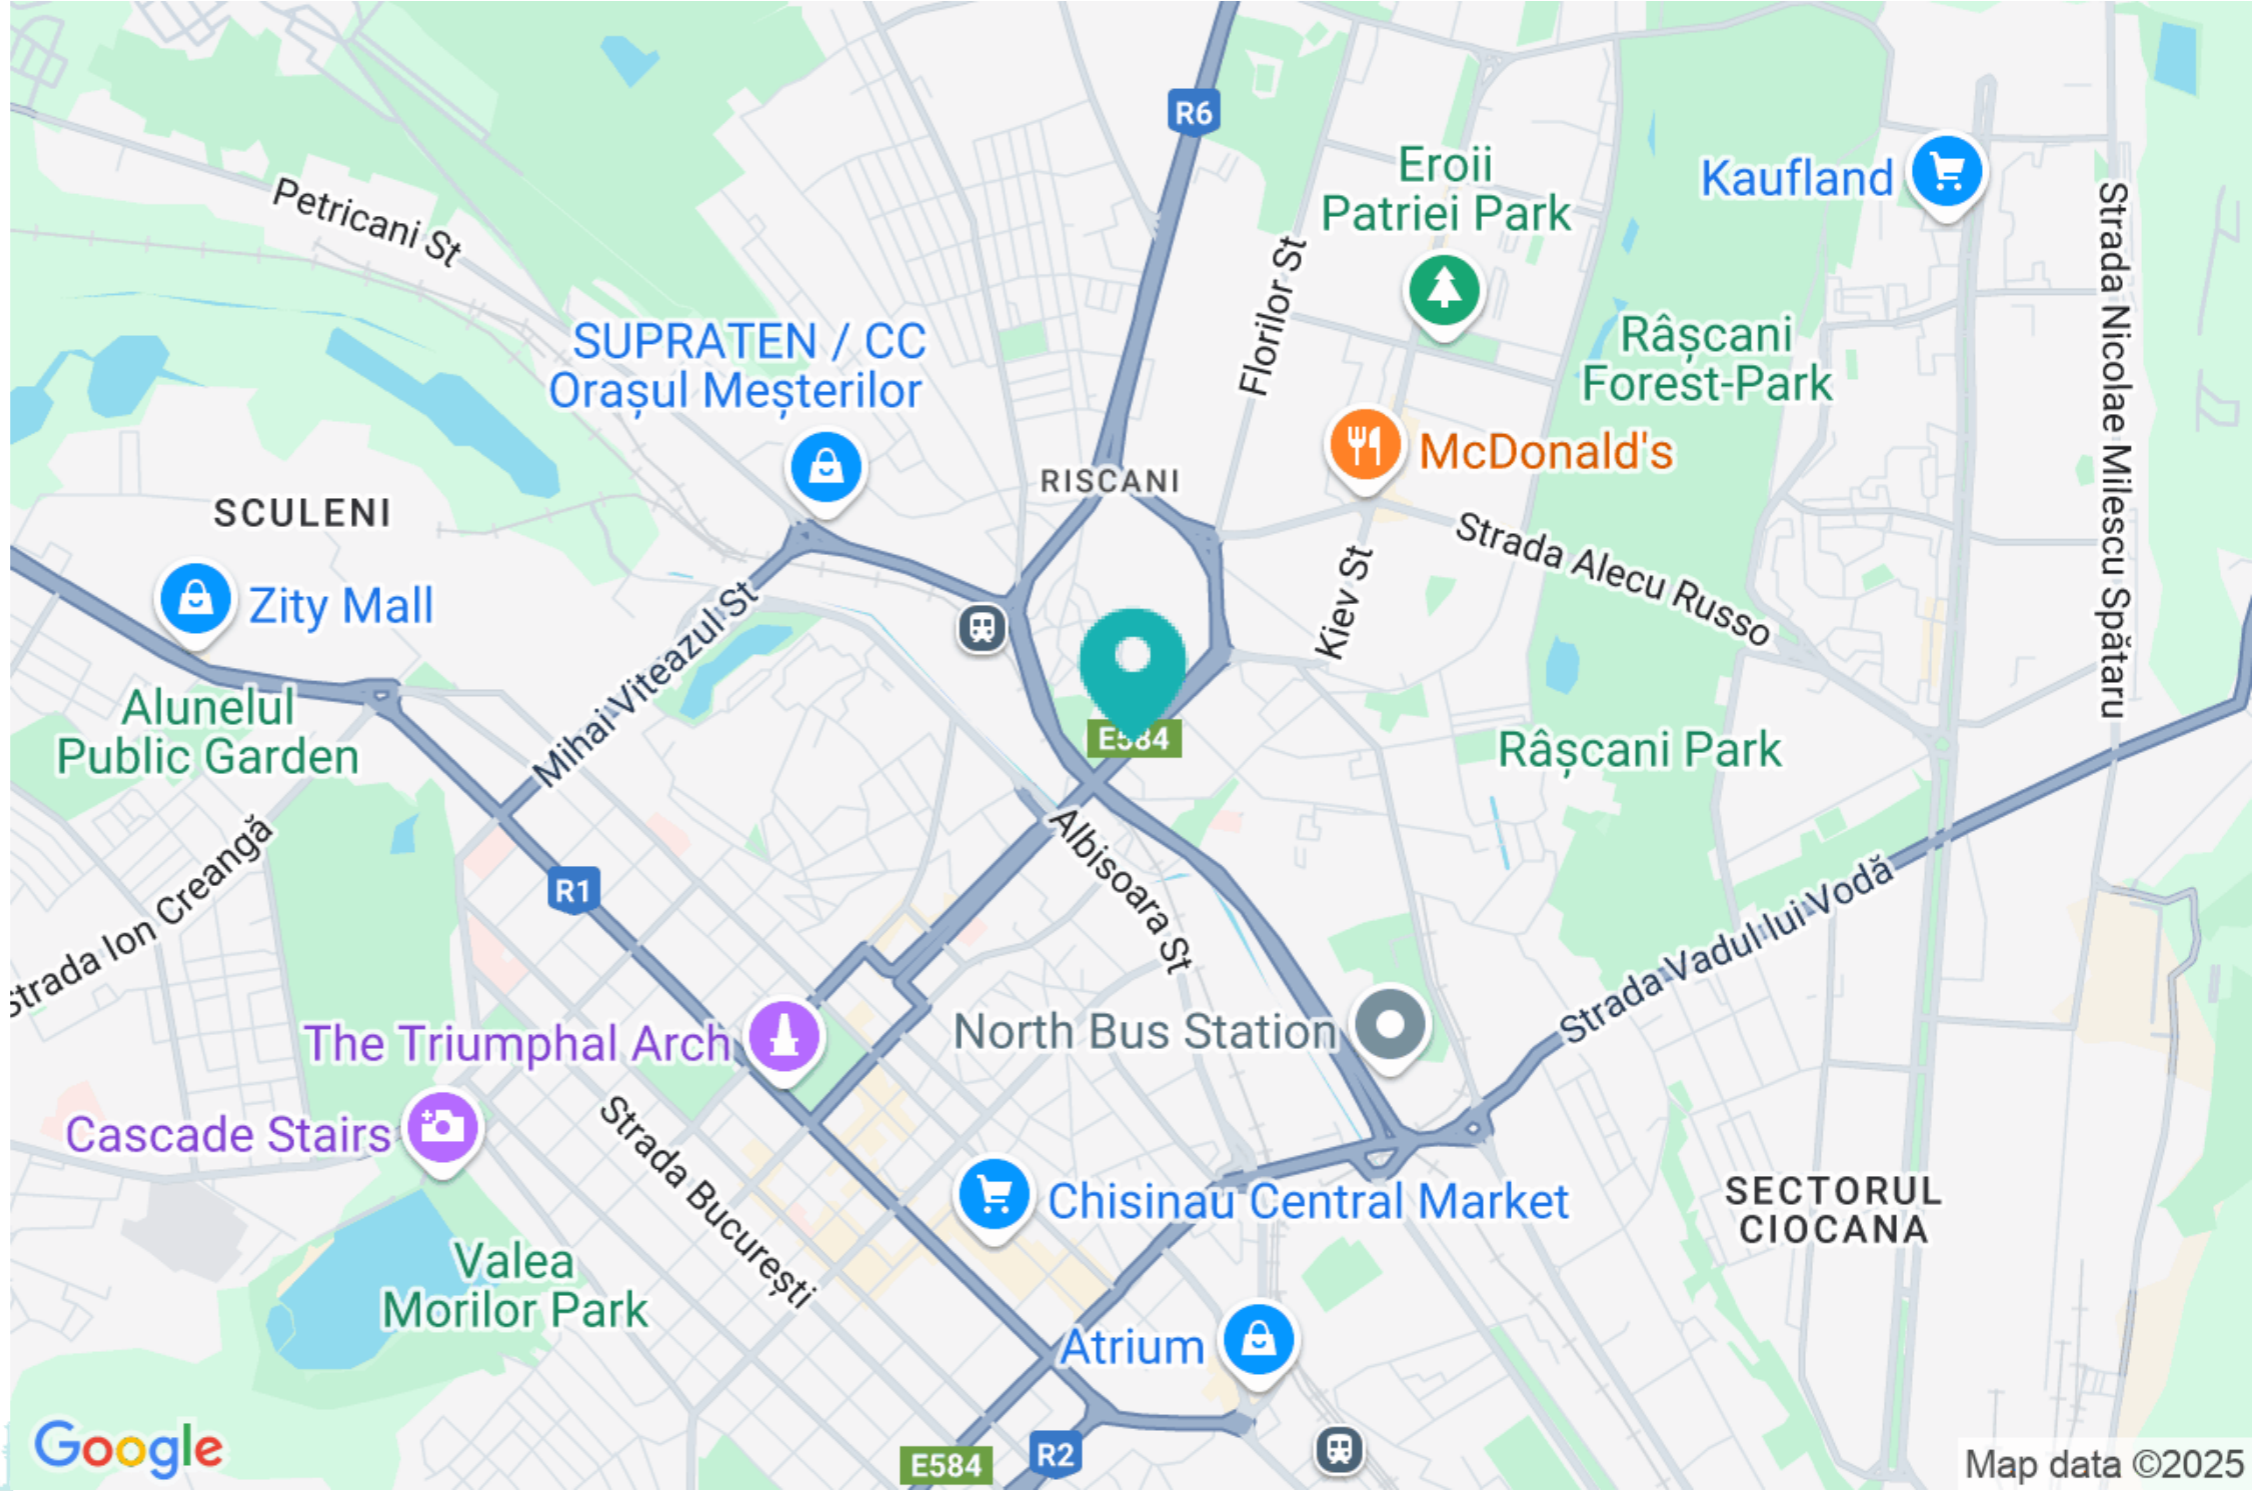 R6
Eroii
Patriei Park
Kaufland
Petricani St
Strada Nicolae Milescu Spătaru
Florilor St
SUPRATEN / CC
Orașul Meșterilor
Râșcani
Forest-Park
McDonald's
RISCANI
SCULENI
Strada Alecu Russo
Zity Mall
Kiev St
Mihai Viteazul St
Alunelul
Public Garden
E584
Râșcani Park
Strada Ion Creangă
Albisoara St
R1
Strada Vadul lui Vodă
The Triumphal Arch
North Bus Station
Cascade Stairs
Strada București
Chisinau Central Market
SECTORUL
CIOCANA
Valea
Morilor Park
Atrium
Google
E584
R2
Map data ©2025